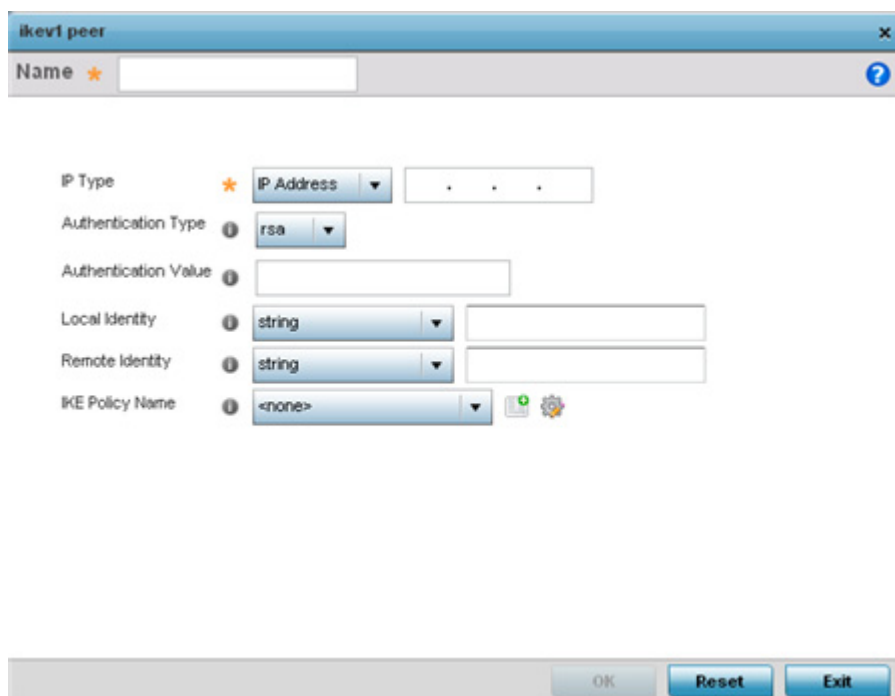 ikev1 peer
Name *
IP Type * IP Address . . .
Authentication Type rsa
Authentication Value
Local Identity string
Remote Identity string
IKE Policy Name <none>
OK Reset Exit